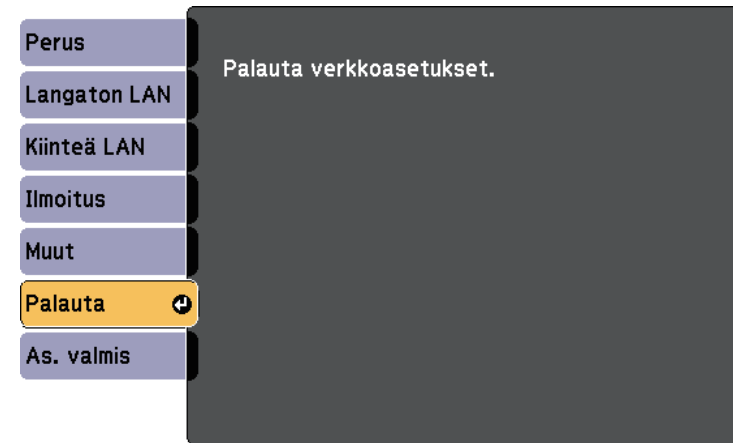 Perus
Langaton LAN
Kiinteä LAN
Ilmoitus
Muut
Palauta
As. valmis
Palauta verkkoasetukset.